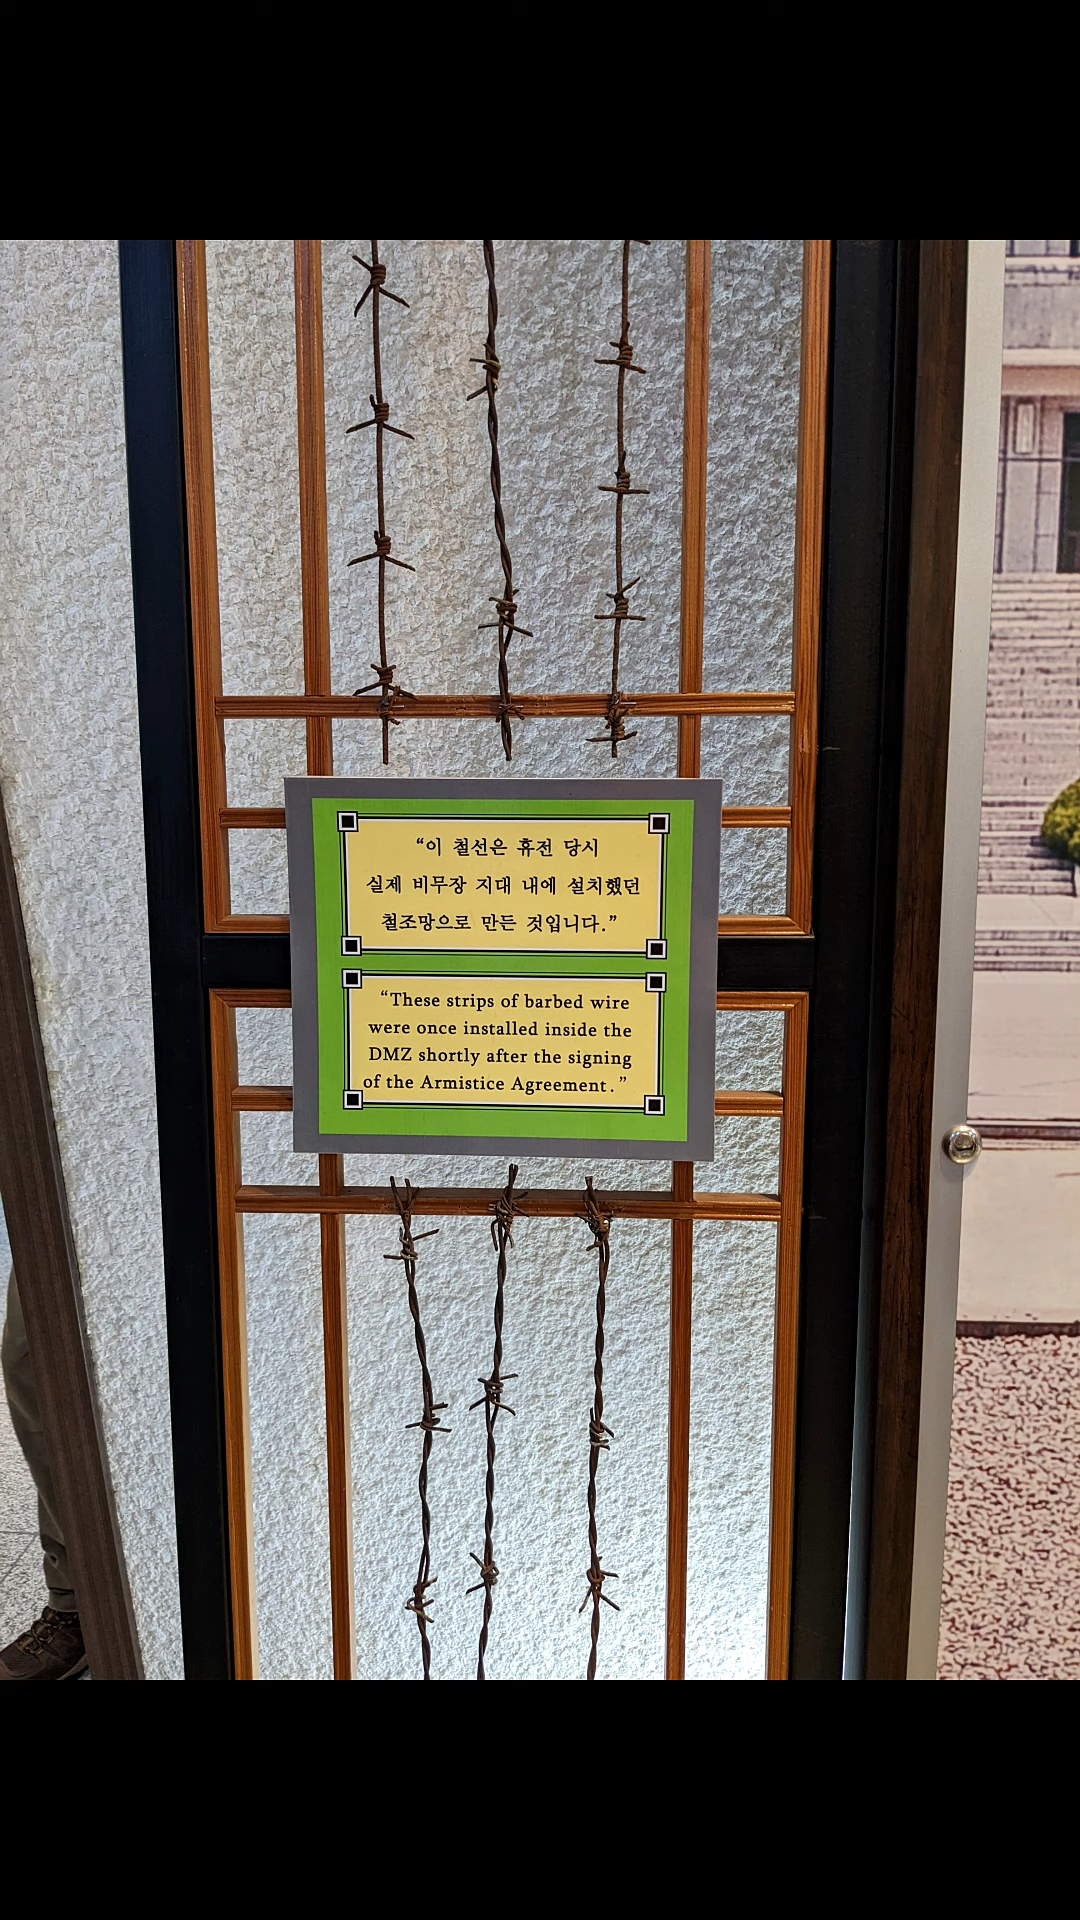 “이 철선은 휴전 당시
실제 비무장 지대 내에 설치했던
철조망으로 만든 것입니다.”
“These strips of barbed wire
were once installed inside the
DMZ shortly after the signing
of the Armistice Agreement.”